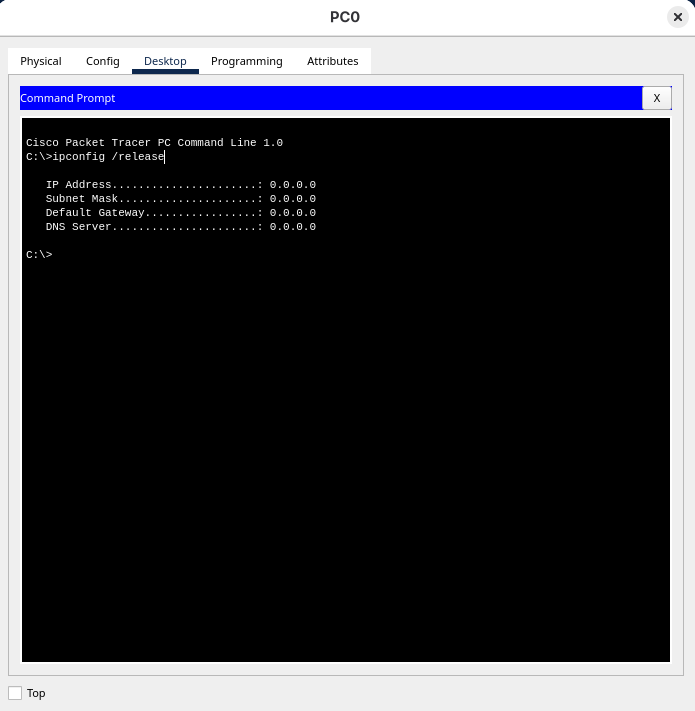 PC0
Physical Config Desktop Programming Attributes
Command Prompt X
Cisco Packet Tracer PC Command Line 1.0
C:\>ipconfig /release
IP Address......................: 0.0.0.0
Subnet Mask.....................: 0.0.0.0
Default Gateway.................: 0.0.0.0
DNS Server......................: 0.0.0.0
C:\>
Top